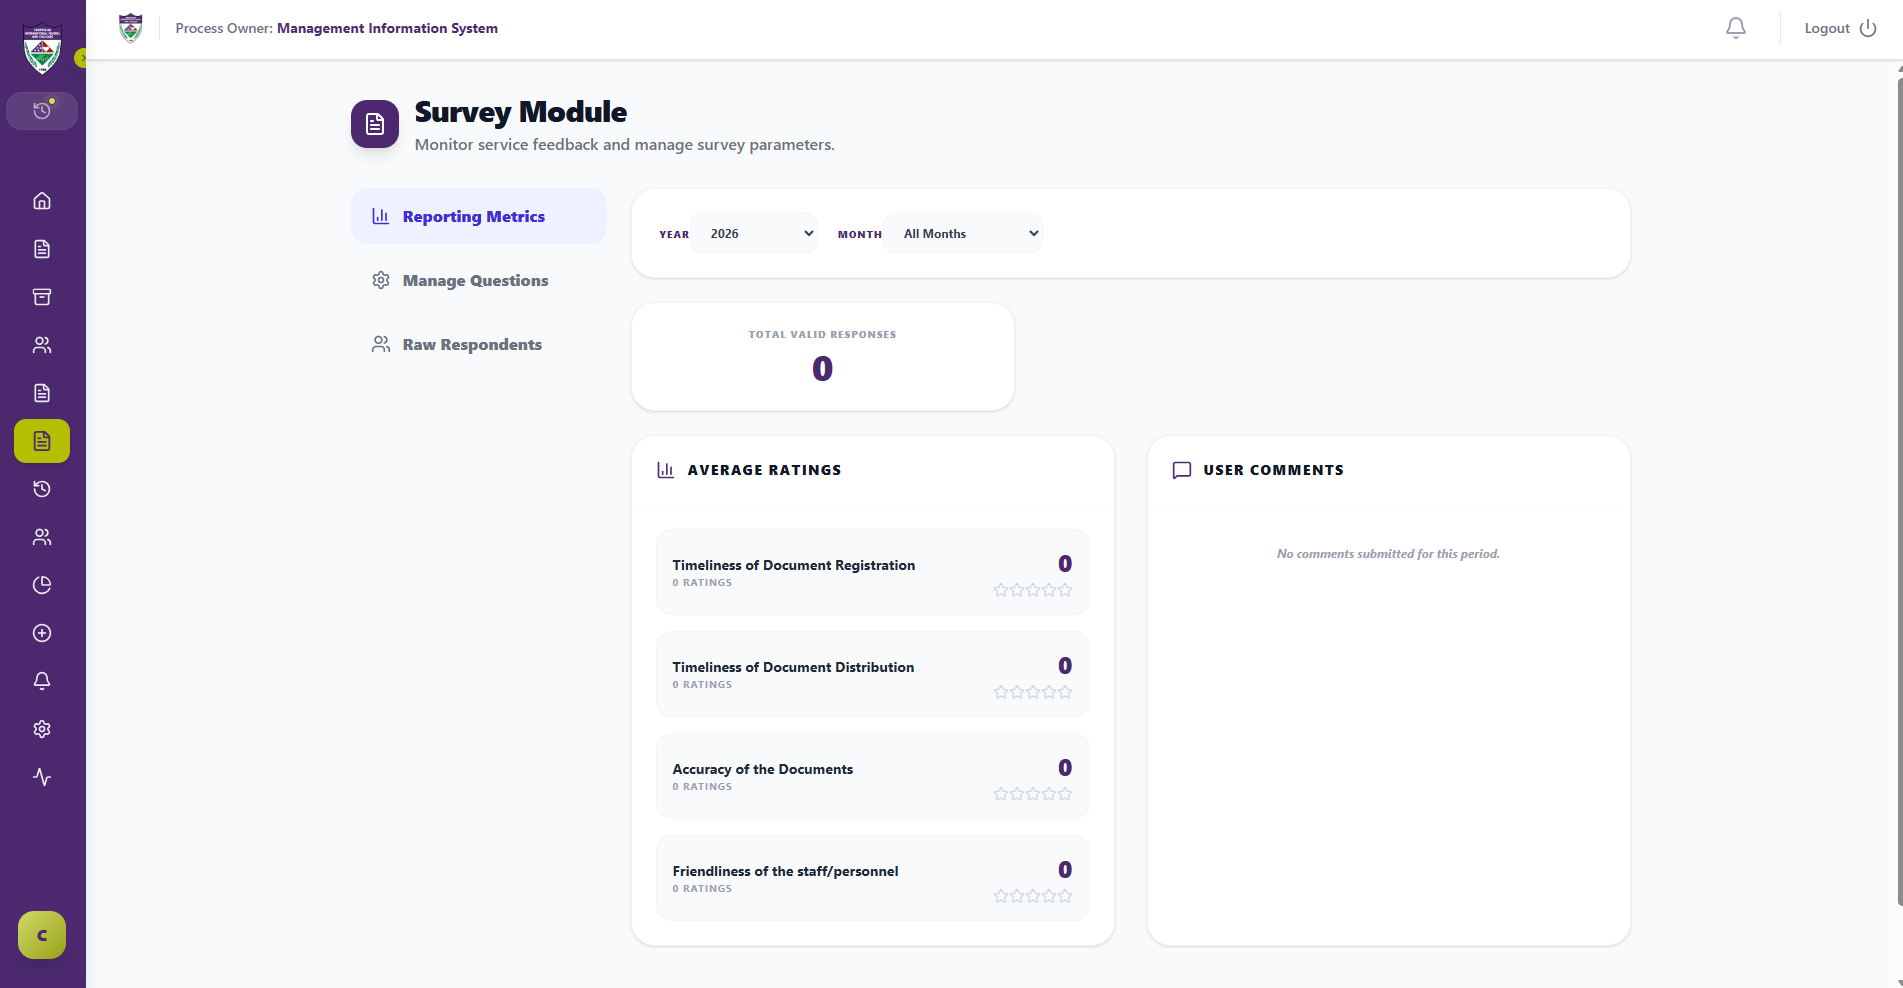 Process Owner: Management Information System
Logout
Survey Module
Monitor service feedback and manage survey parameters.
Reporting Metrics
Manage Questions
Raw Respondents
YEAR 2026 MONTH All Months
TOTAL VALID RESPONSES
0
AVERAGE RATINGS
Timeliness of Document Registration 0
0 RATINGS
Timeliness of Document Distribution 0
0 RATINGS
Accuracy of the Documents 0
0 RATINGS
Friendliness of the staff/personnel 0
0 RATINGS
USER COMMENTS
No comments submitted for this period.
C